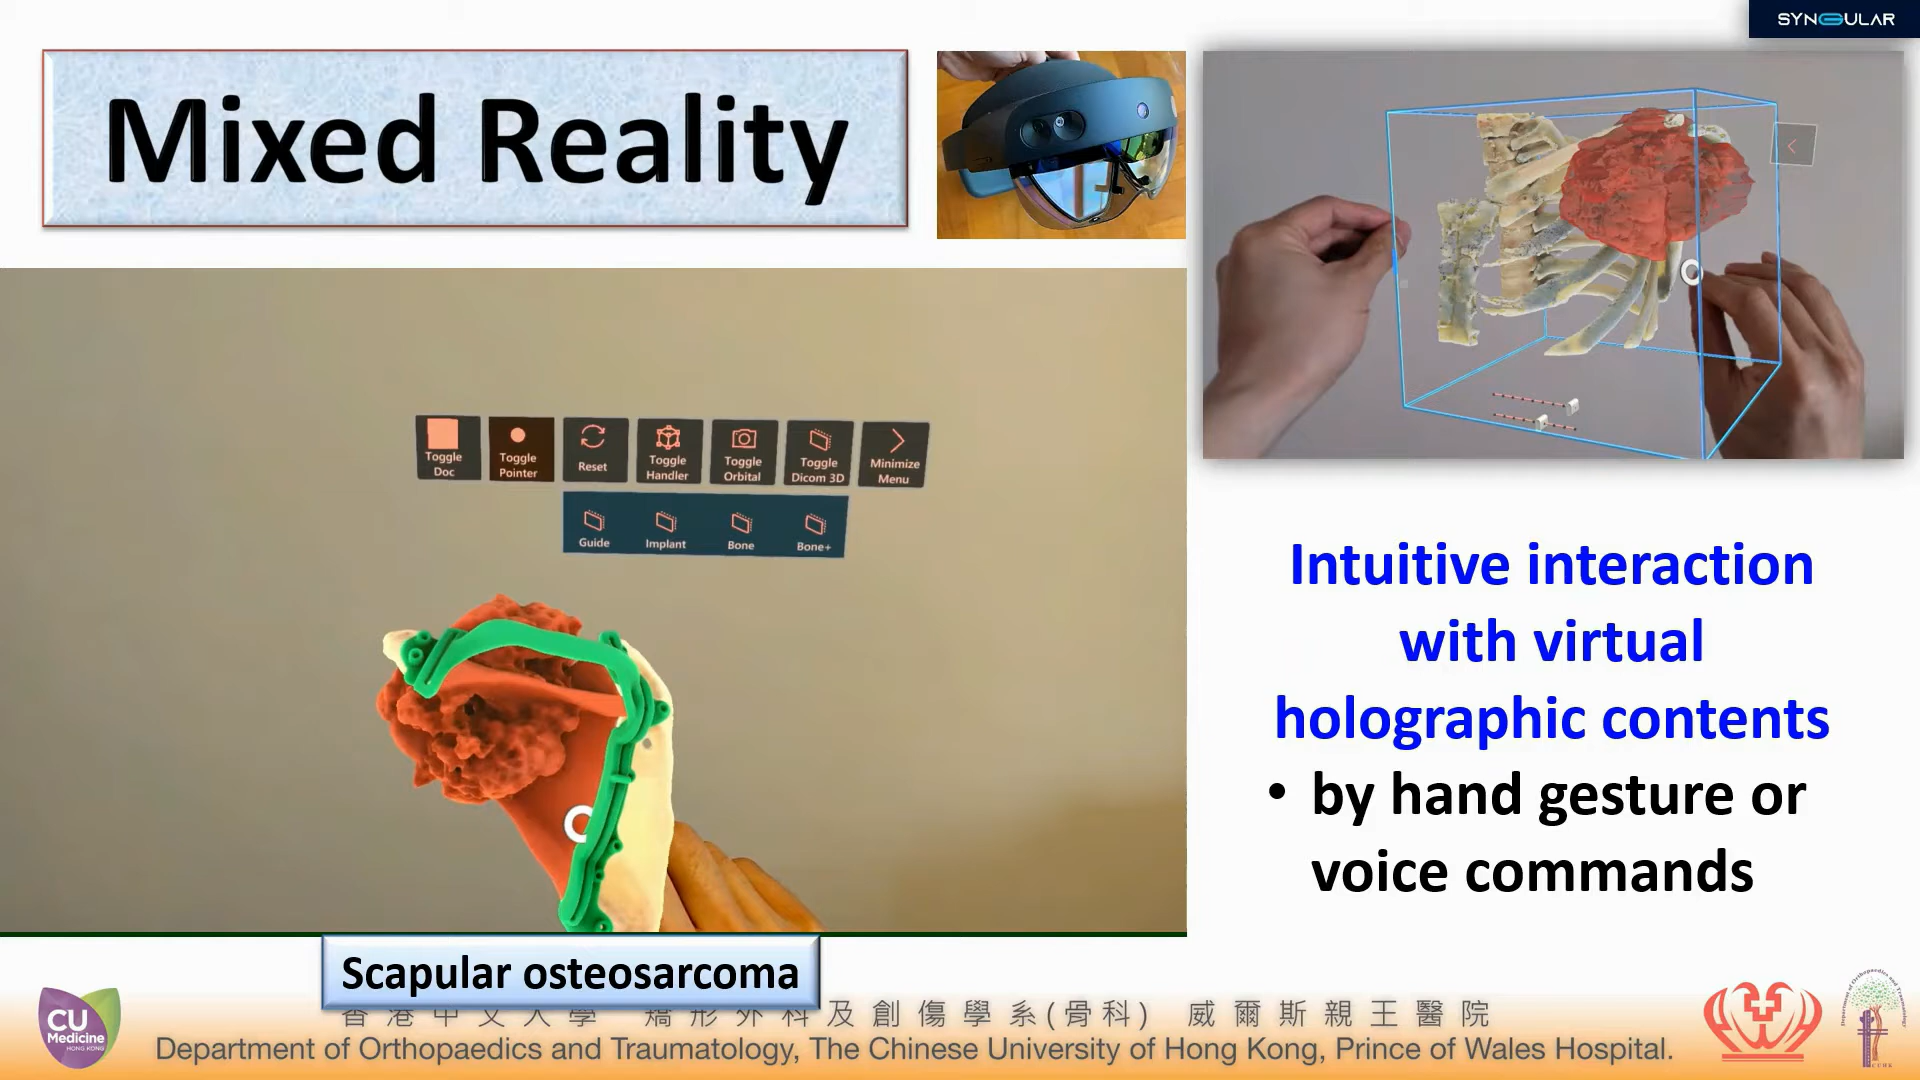 SYNGULAR
Mixed Reality
Toggle Doc
Toggle Pointer
Reset
Toggle Handler
Toggle Orbital
Toggle Dicom 3D
Minimize Menu
Guide
Implant
Bone
Bone+
Intuitive interaction
with virtual
holographic contents
• by hand gesture or
voice commands
Scapular osteosarcoma
香港中文大學 矯形外科及創傷學系(骨科) 威爾斯親王醫院
Department of Orthopaedics and Traumatology, The Chinese University of Hong Kong, Prince of Wales Hospital.
CU
Medicine
HONG KONG